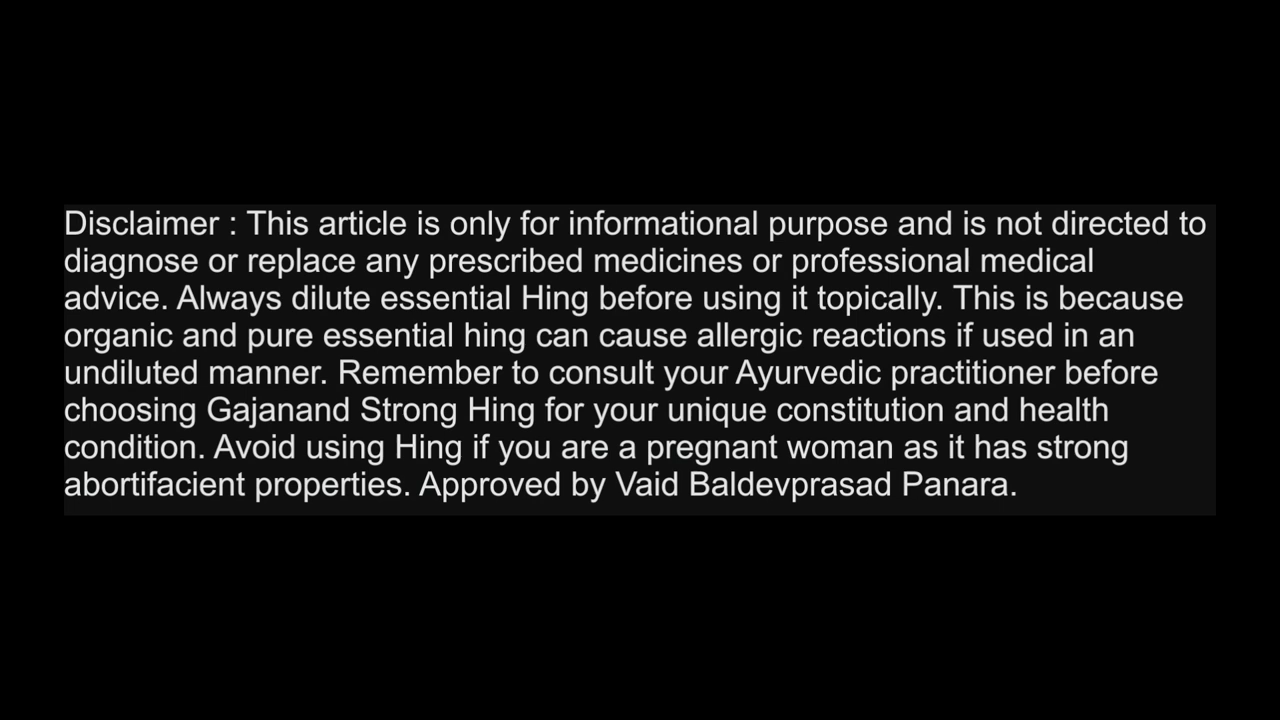 Disclaimer : This article is only for informational purpose and is not directed to
diagnose or replace any prescribed medicines or professional medical
advice. Always dilute essential Hing before using it topically. This is because
organic and pure essential hing can cause allergic reactions if used in an
undiluted manner. Remember to consult your Ayurvedic practitioner before
choosing Gajanand Strong Hing for your unique constitution and health
condition. Avoid using Hing if you are a pregnant woman as it has strong
abortifacient properties. Approved by Vaid Baldevprasad Panara.